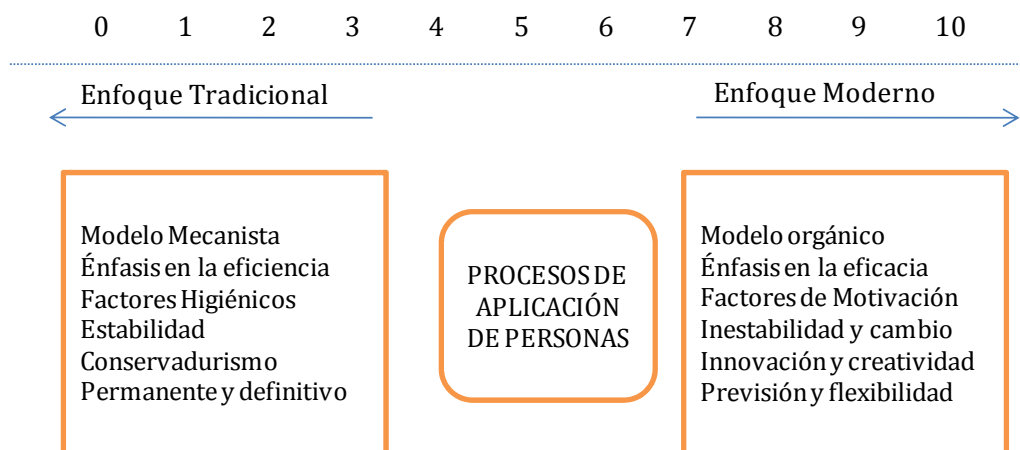 0 1 2 3 4 5 6 7 8 9 10
Enfoque Tradicional
Enfoque Moderno
Modelo Mecanista
Énfasis en la eficiencia
Factores Higiénicos
Estabilidad
Conservadurismo
Permanente y definitivo
PROCESOS DE
APLICACIÓN
DE PERSONAS
Modelo orgánico
Énfasis en la eficacia
Factores de Motivación
Inestabilidad y cambio
Innovación y creatividad
Previsión y flexibilidad